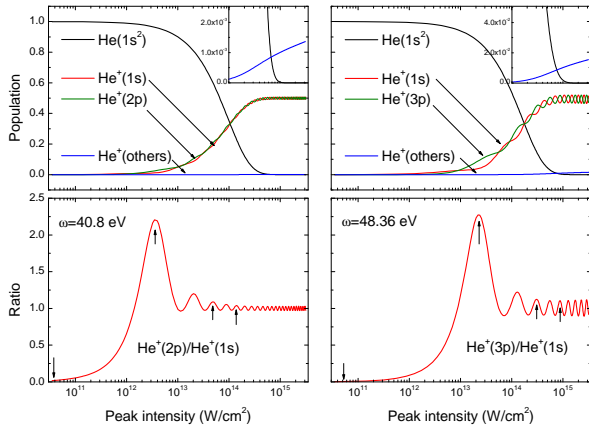 1.0
0.8
0.6
0.4
0.2
0.0
Population
He(1s²)
He⁺(1s)
He⁺(2p)
He⁺(others)
2.0x10⁻³
1.0x10⁻³
0.0
He(1s²)
He⁺(1s)
He⁺(3p)
He⁺(others)
4.0x10⁻³
2.0x10⁻³
0.0
2.5
2.0
1.5
1.0
0.5
0.0
Ratio
ω=40.8 eV
He⁺(2p)/He⁺(1s)
ω=48.36 eV
He⁺(3p)/He⁺(1s)
10¹¹ 10¹² 10¹³ 10¹⁴ 10¹⁵
Peak intensity (W/cm²)
10¹¹ 10¹² 10¹³ 10¹⁴ 10¹⁵
Peak intensity (W/cm²)